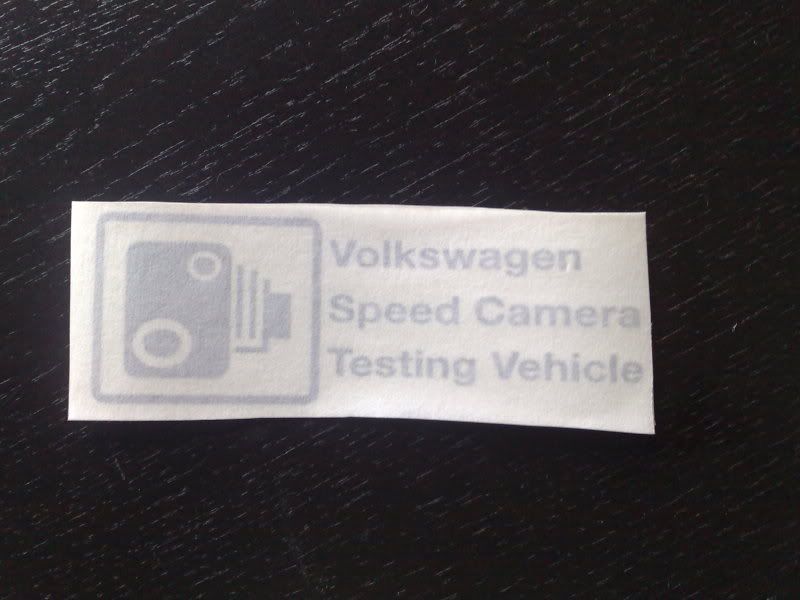 Volkswagen
Speed Camera
Testing Vehicle